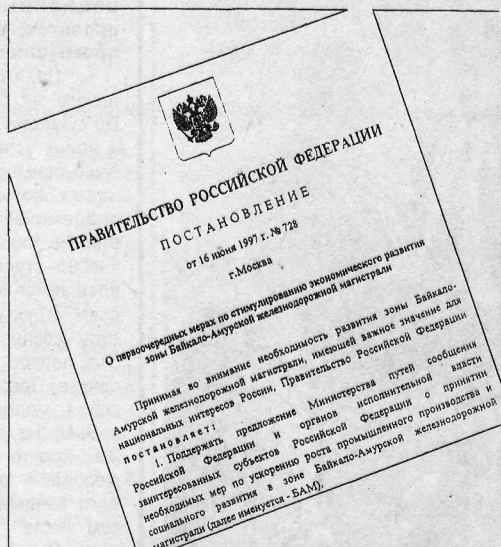 ПРАВИТЕЛЬСТВО РОССИЙСКОЙ ФЕДЕРАЦИИ
ПОСТАНОВЛЕНИЕ
от 16 июня 1997 г. № 728
г.Москва
О первоочередных мерах по стимулированию экономического развития
зоны Байкало-Амурской железнодорожной магистрали
Принимая во внимание необходимость развития зоны Байкало-
Амурской железнодорожной магистрали, имеющей важное значение для
национальных интересов России, Правительство Российской Федерации
постановляет:
1. Поддержать предложение Министерства путей сообщения
Российской Федерации и органов исполнительной власти
заинтересованных субъектов Российской Федерации о принятии
необходимых мер по ускорению роста промышленного производства и
социального развития в зоне Байкало-Амурской железнодорожной
магистрали (далее именуется - БАМ).